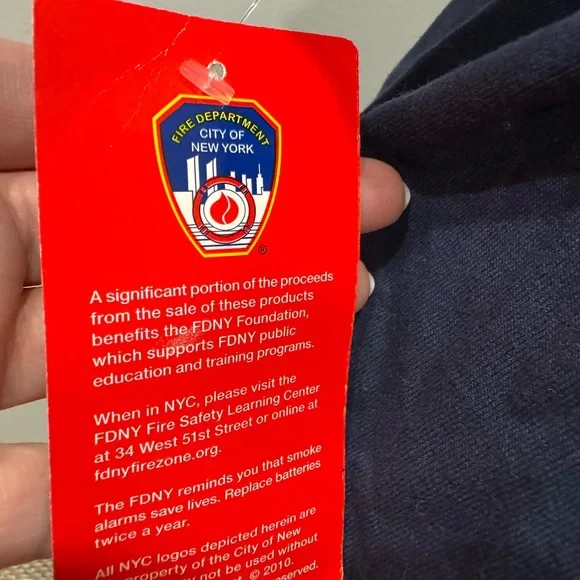 FIRE DEPARTMENT
CITY OF
NEW YORK
®
A significant portion of the proceeds
from the sale of these products
benefits the FDNY Foundation,
which supports FDNY public
education and training programs.
When in NYC, please visit the
FDNY Fire Safety Learning Center
at 34 West 51st Street or online at
fdnyfirezone.org.
The FDNY reminds you that smoke
alarms save lives. Replace batteries
twice a year.
All NYC logos depicted herein are
property of the City of New
not be used without
© 2010.